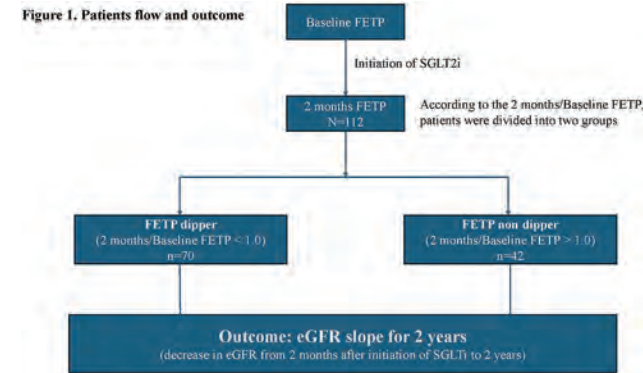 Figure 1. Patients flow and outcome
Baseline FETP
Initiation of SGLT2i
2 months FETP
N=112
According to the 2 months/Baseline FETP,
patients were divided into two groups
FETP dipper
(2 months/Baseline FETP < 1.0)
n=70
FETP non dipper
(2 months/Baseline FETP > 1.0)
n=42
Outcome: eGFR slope for 2 years
(decrease in eGFR from 2 months after initiation of SGLTi to 2 years)